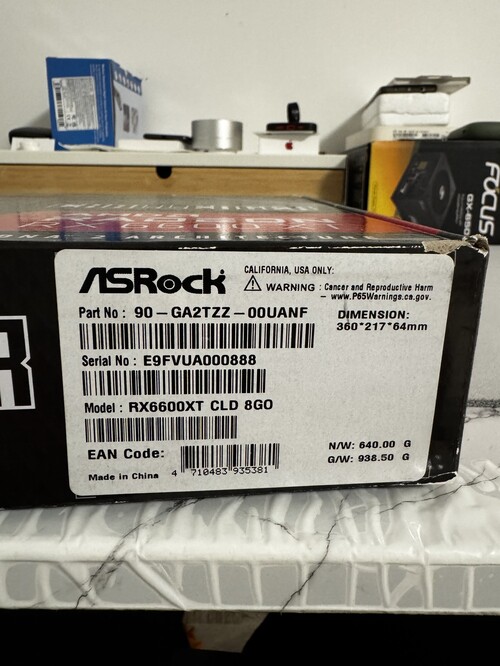 FOCUS
GX-850
ASRock
CALIFORNIA, USA ONLY:
WARNING : Cancer and Reproductive Harm
– www.P65Warnings.ca.gov.
Part No : 90-GA2TZZ-00UANF
DIMENSION:
360*217*64mm
Serial No : E9FVUA000888
Model : RX6600XT CLD 8GO
EAN Code:
4 710483 935381
Made in China
N/W: 640.00 G
G/W: 938.50 G